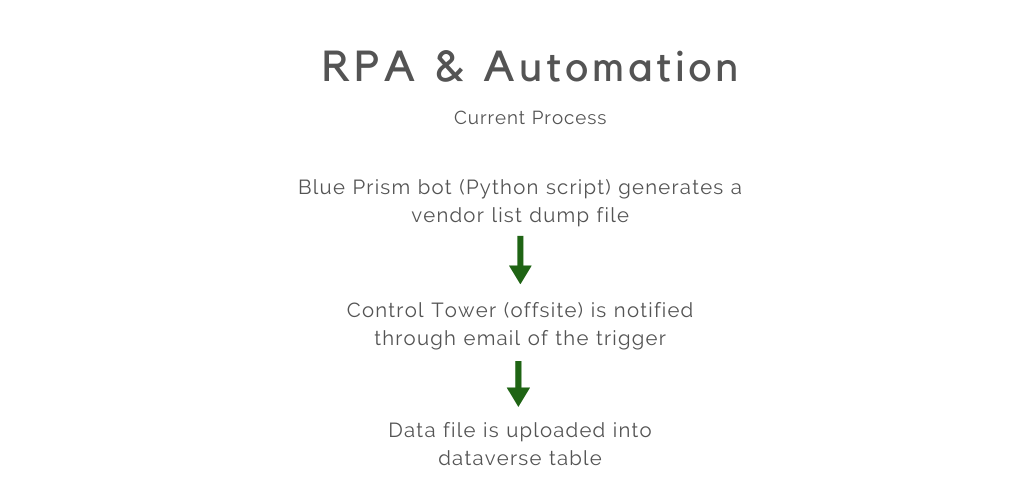 RPA & Automation
Current Process
Blue Prism bot (Python script) generates a
vendor list dump file
Control Tower (offsite) is notified
through email of the trigger
Data file is uploaded into
dataverse table